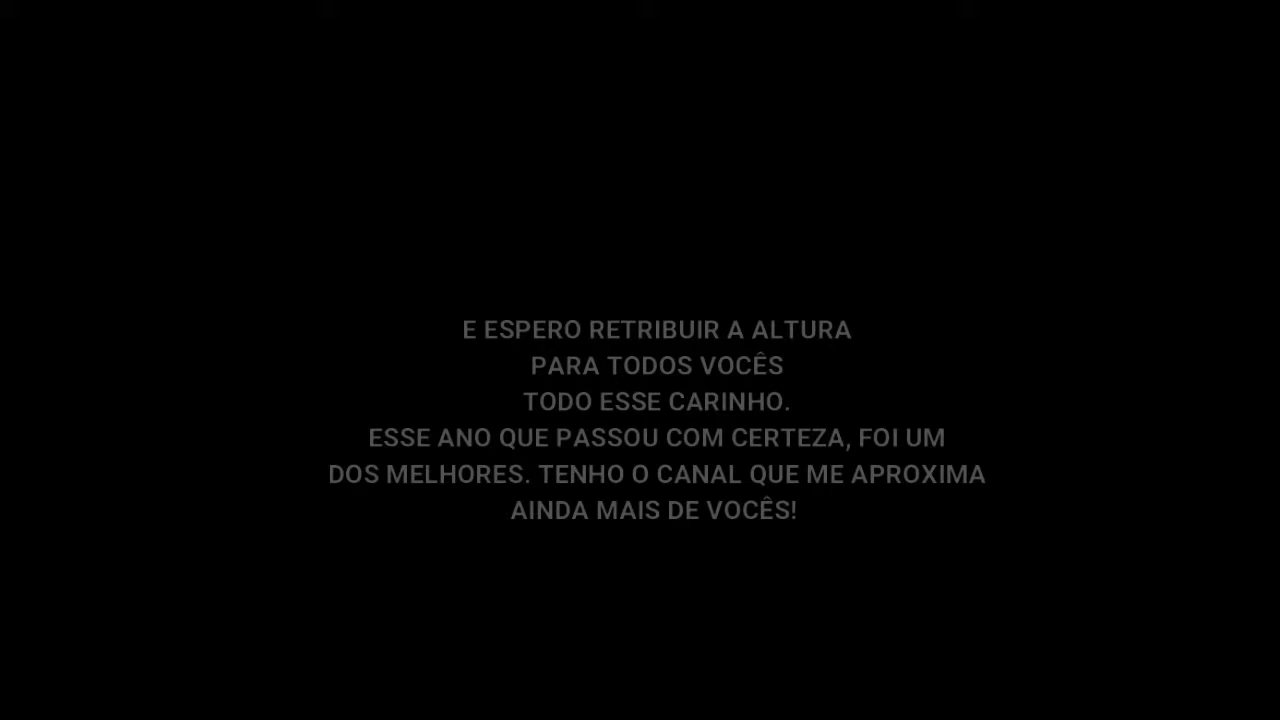 E ESPERO RETRIBUIR A ALTURA
PARA TODOS VOCÊS
TODO ESSE CARINHO.
ESSE ANO QUE PASSOU COM CERTEZA, FOI UM
DOS MELHORES. TENHO O CANAL QUE ME APROXIMA
AINDA MAIS DE VOCÊS!